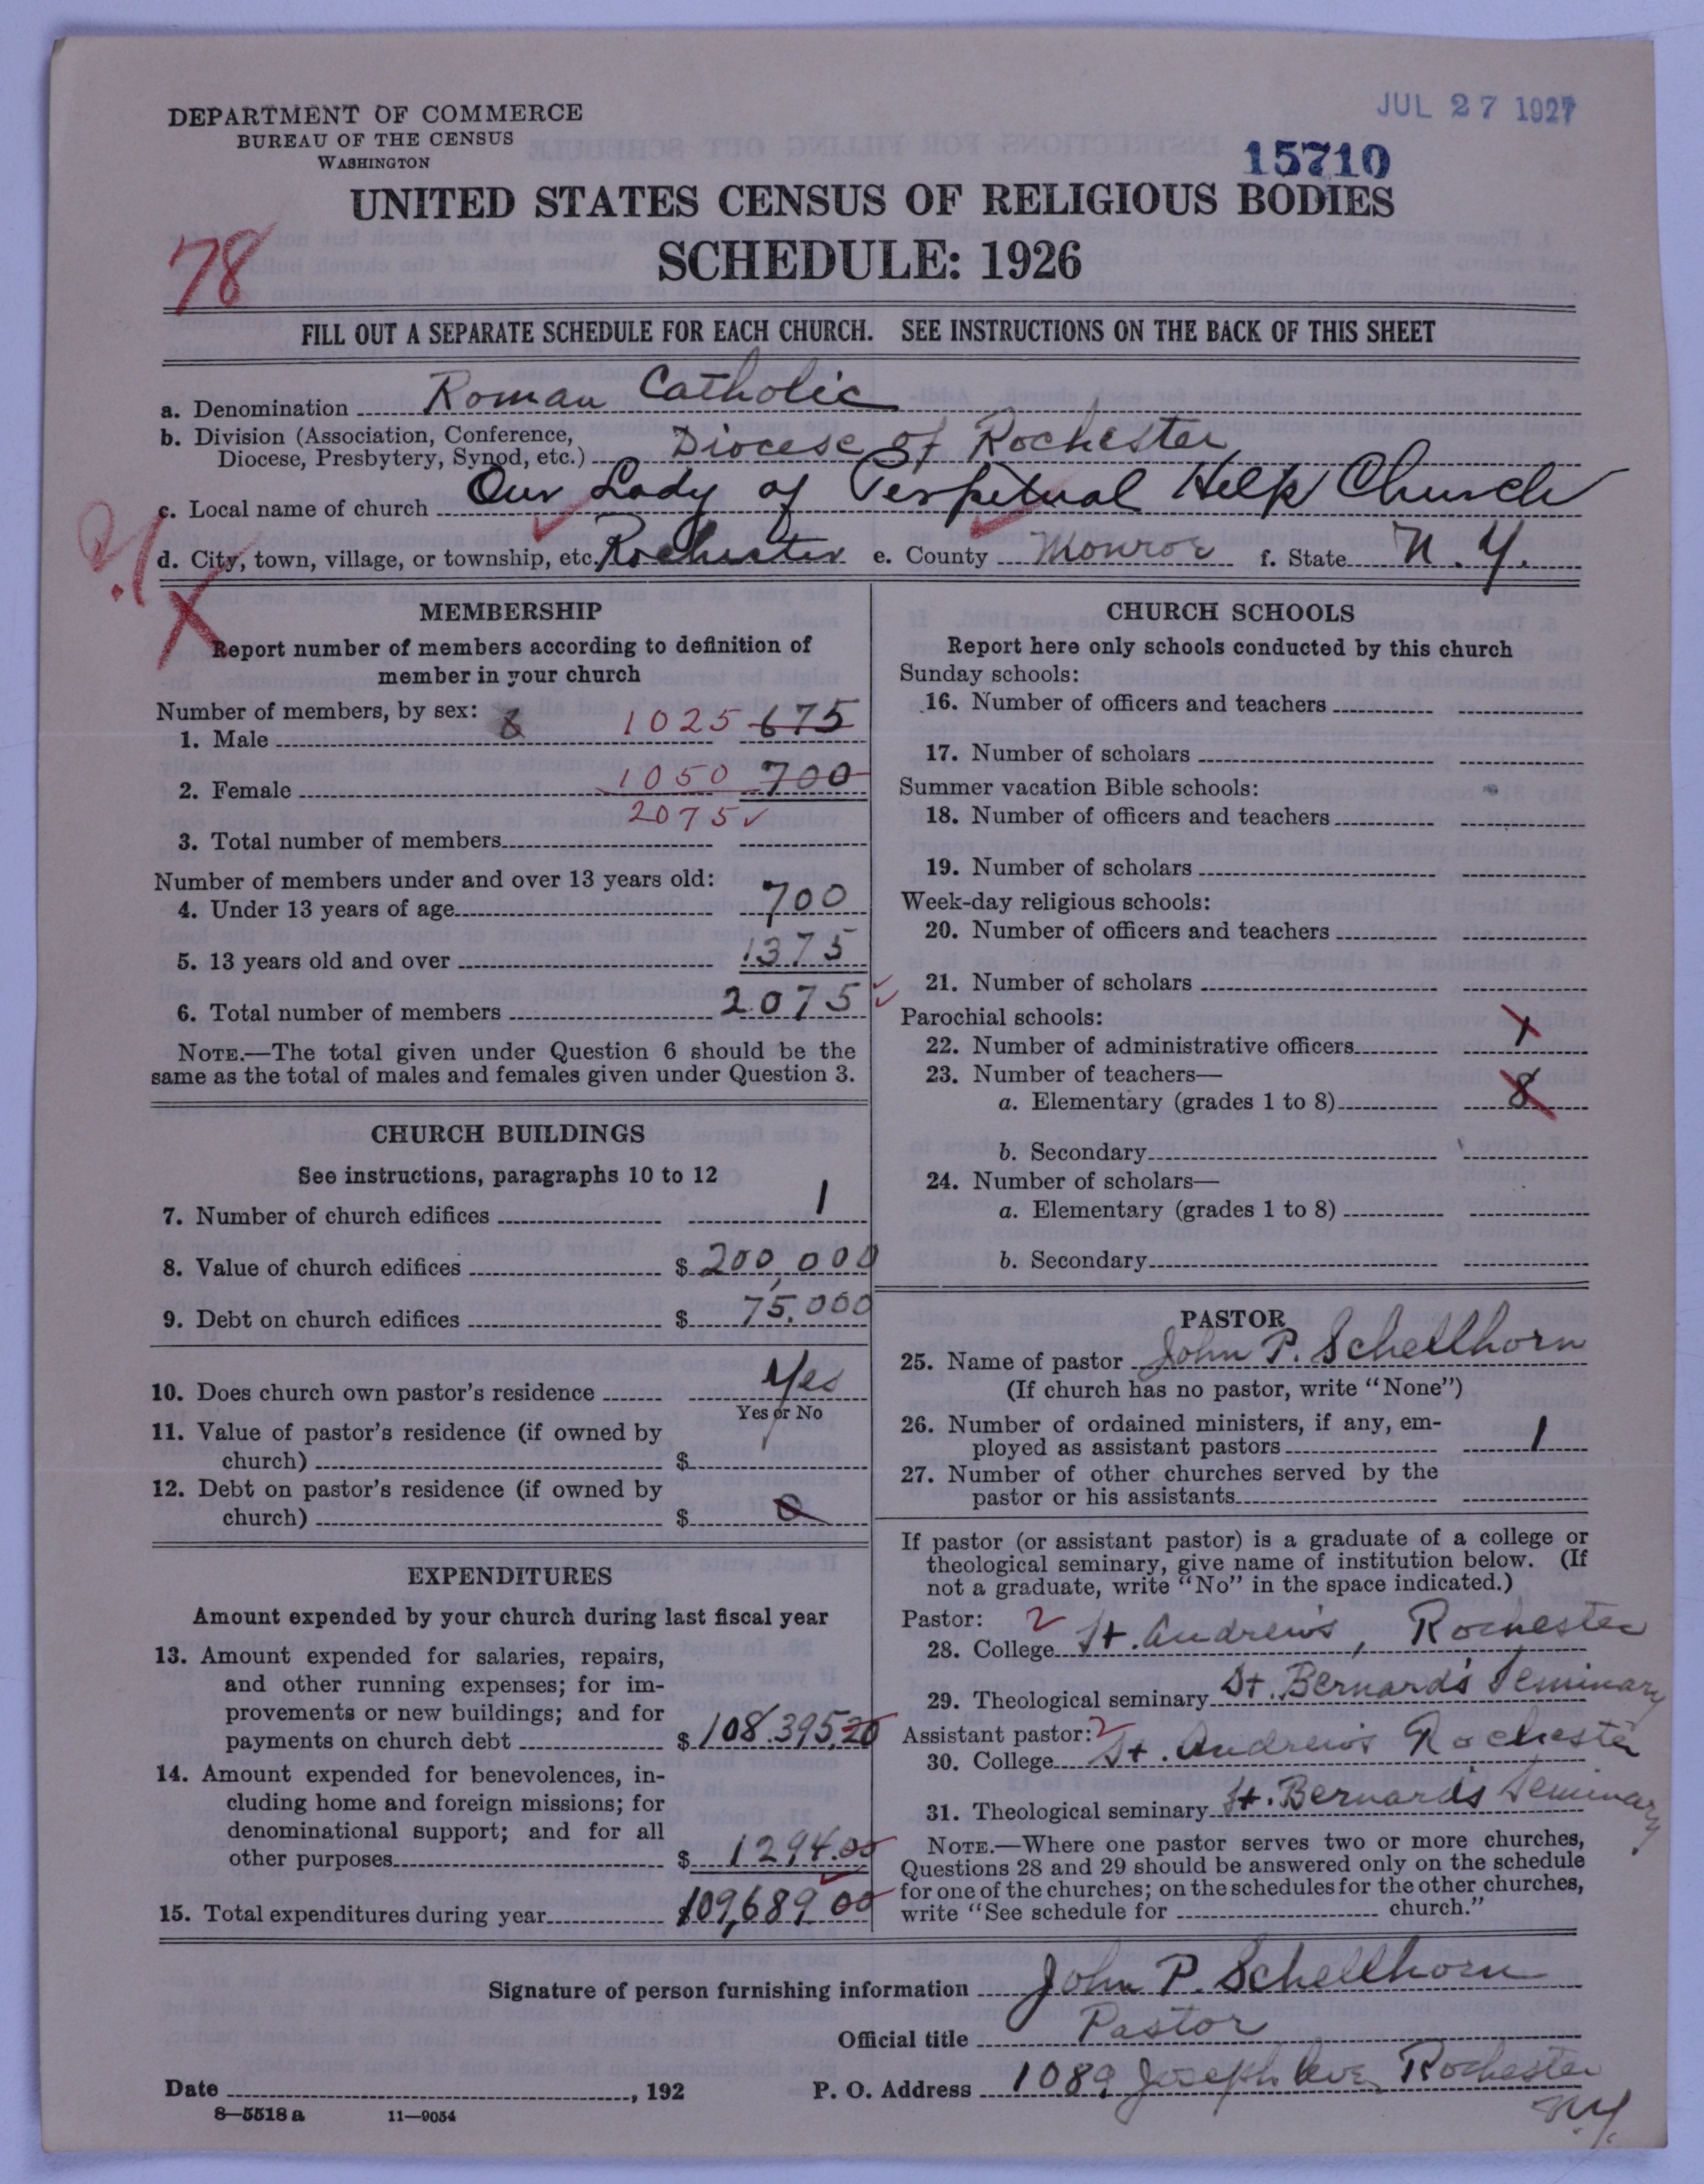 JUL 27 1927
DEPARTMENT OF COMMERCE
BUREAU OF THE CENSUS
WASHINGTON
15710
UNITED STATES CENSUS OF RELIGIOUS BODIES
SCHEDULE: 1926
78
FILL OUT A SEPARATE SCHEDULE FOR EACH CHURCH. SEE INSTRUCTIONS ON THE BACK OF THIS SHEET
a. Denomination Roman Catholic
b. Division (Association, Conference,
Diocese, Presbytery, Synod, etc.) Diocese of Rochester
c. Local name of church Our Lady of Perpetual Help Church
d. City, town, village, or township, etc. Rochester e. County Monroe f. State N.Y.
X
MEMBERSHIP
Report number of members according to definition of
member in your church
Number of members, by sex:
1. Male 1025 675
2. Female 1050 700
2075
3. Total number of members
Number of members under and over 13 years old:
4. Under 13 years of age 700
5. 13 years old and over 1375
6. Total number of members 2075
NOTE.—The total given under Question 6 should be the
same as the total of males and females given under Question 3.
CHURCH BUILDINGS
See instructions, paragraphs 10 to 12
7. Number of church edifices 1
8. Value of church edifices $ 200,000
9. Debt on church edifices $ 75,000
10. Does church own pastor's residence Yes
Yes or No
11. Value of pastor's residence (if owned by
church) $
12. Debt on pastor's residence (if owned by
church) $ 0
EXPENDITURES
Amount expended by your church during last fiscal year
13. Amount expended for salaries, repairs,
and other running expenses; for im-
provements or new buildings; and for
payments on church debt $ 108.395.20
14. Amount expended for benevolences, in-
cluding home and foreign missions; for
denominational support; and for all
other purposes $ 1294.00
15. Total expenditures during year $109,689 00
CHURCH SCHOOLS
Report here only schools conducted by this church
Sunday schools:
16. Number of officers and teachers
17. Number of scholars
Summer vacation Bible schools:
18. Number of officers and teachers
19. Number of scholars
Week-day religious schools:
20. Number of officers and teachers
21. Number of scholars
Parochial schools:
22. Number of administrative officers 1
23. Number of teachers—
a. Elementary (grades 1 to 8) 8
b. Secondary
24. Number of scholars—
a. Elementary (grades 1 to 8)
b. Secondary
PASTOR
25. Name of pastor John P. Schellhorn
(If church has no pastor, write "None")
26. Number of ordained ministers, if any, em-
ployed as assistant pastors 1
27. Number of other churches served by the
pastor or his assistants
If pastor (or assistant pastor) is a graduate of a college or
theological seminary, give name of institution below. (If
not a graduate, write "No" in the space indicated.)
Pastor: 2
28. College St. Andrew's, Rochester
29. Theological seminary St. Bernard's Seminary
Assistant pastor: 2
30. College St. Andrew's Rochester
31. Theological seminary St. Bernard's Seminary
NOTE.—Where one pastor serves two or more churches,
Questions 28 and 29 should be answered only on the schedule
for one of the churches; on the schedules for the other churches,
write "See schedule for church."
Signature of person furnishing information John P. Schellhorn
Official title Pastor
Date , 192 P. O. Address 1089 Joseph Ave, Rochester
N.Y.
8—5518 a 11—9054